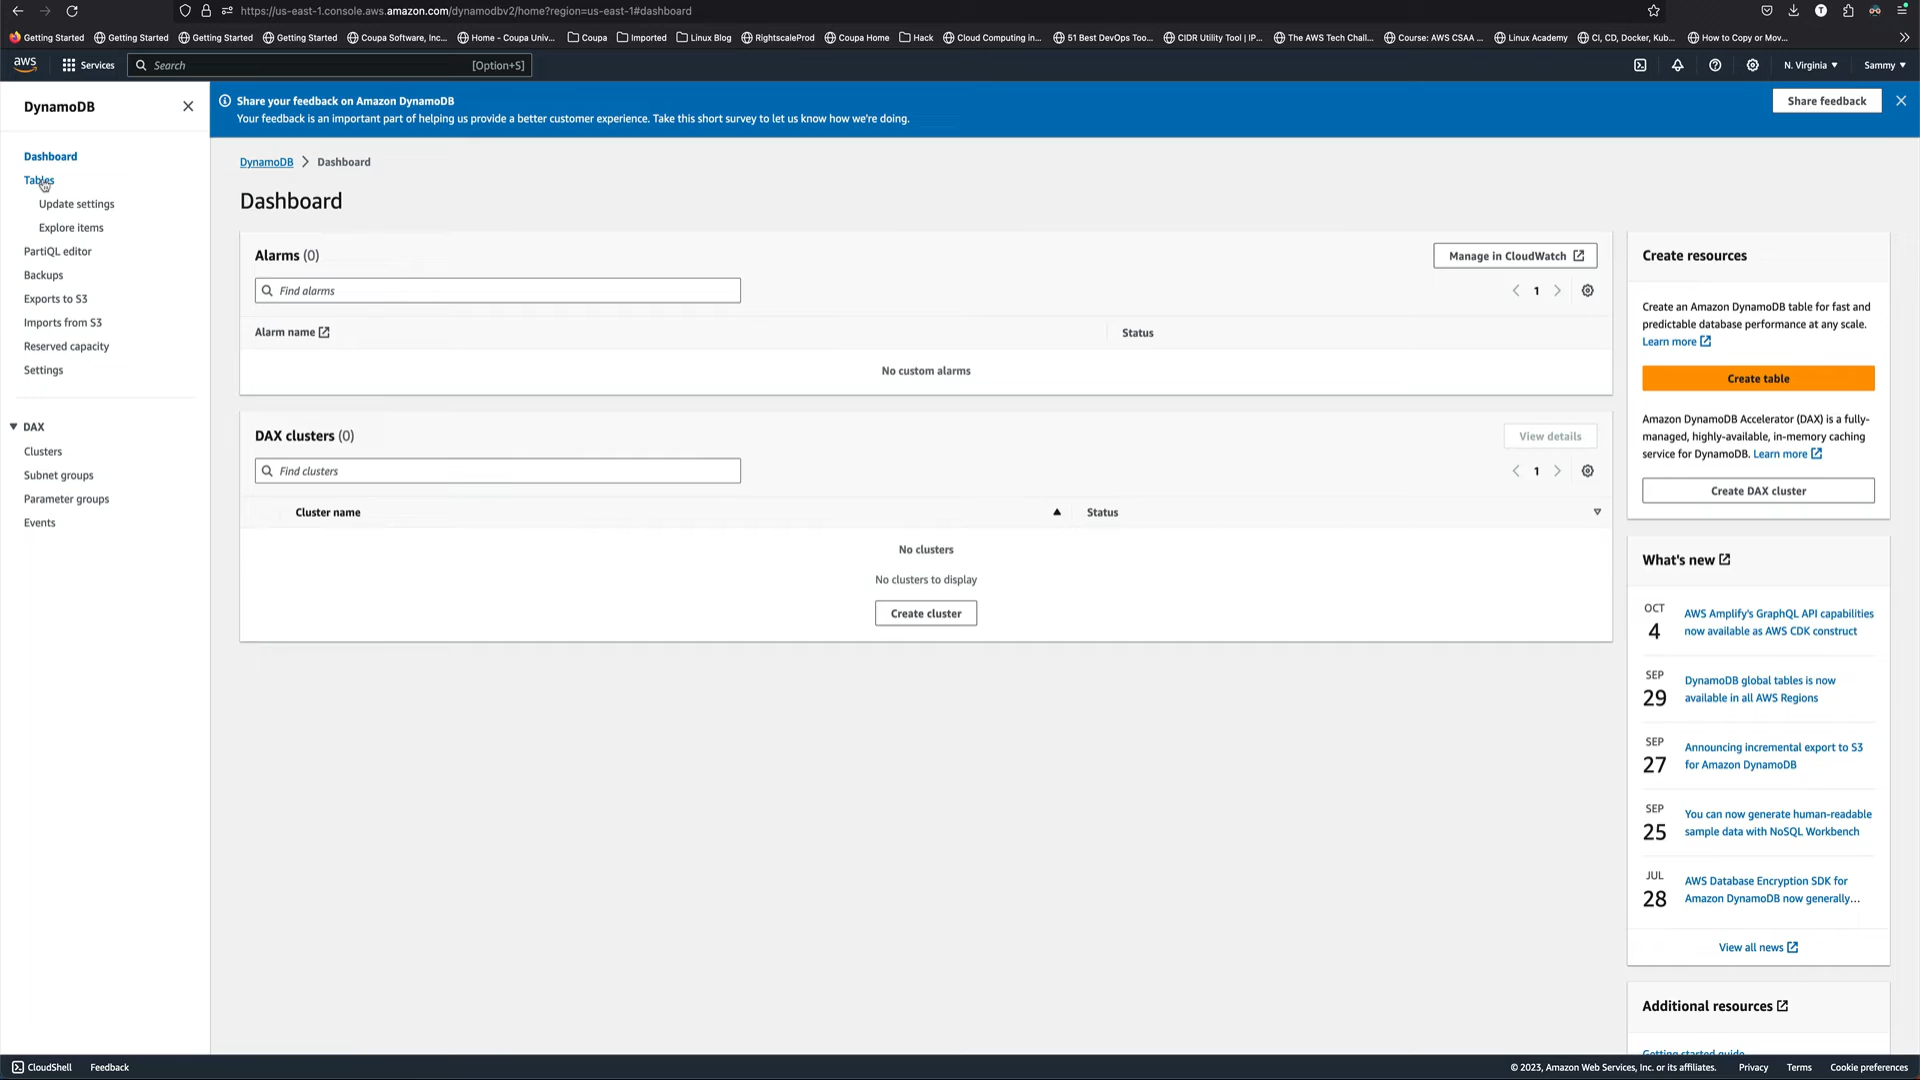 https://us-east-1.console.aws.amazon.com/dynamodbv2/home?region=us-east-1#dashboard
Getting Started
Getting Started
Getting Started
Getting Started
Coupa Software, Inc...
Home - Coupa Univ...
Coupa
Imported
Linux Blog
RightscaleProd
Coupa Home
Hack
Cloud Computing in...
51 Best DevOps Too...
CIDR Utility Tool | IP...
The AWS Tech Chall...
Course: AWS CSAA ...
Linux Academy
CI, CD, Docker, Kub...
How to Copy or Mov...
aws
Services
Search
[Option+S]
N. Virginia
Sammy
DynamoDB
Dashboard
Tables
Update settings
Explore items
PartiQL editor
Backups
Exports to S3
Imports from S3
Reserved capacity
Settings
DAX
Clusters
Subnet groups
Parameter groups
Events
Share your feedback on Amazon DynamoDB
Your feedback is an important part of helping us provide a better customer experience. Take this short survey to let us know how we're doing.
Share feedback
DynamoDB > Dashboard
Dashboard
Alarms (0)
Manage in CloudWatch
Find alarms
1
Alarm name
Status
No custom alarms
DAX clusters (0)
View details
Find clusters
1
Cluster name
Status
No clusters
No clusters to display
Create cluster
Create resources
Create an Amazon DynamoDB table for fast and
predictable database performance at any scale.
Learn more
Create table
Amazon DynamoDB Accelerator (DAX) is a fully-
managed, highly-available, in-memory caching
service for DynamoDB. Learn more
Create DAX cluster
What's new
OCT
4
AWS Amplify's GraphQL API capabilities
now available as AWS CDK construct
SEP
29
DynamoDB global tables is now
available in all AWS Regions
SEP
27
Announcing incremental export to S3
for Amazon DynamoDB
SEP
25
You can now generate human-readable
sample data with NoSQL Workbench
JUL
28
AWS Database Encryption SDK for
Amazon DynamoDB now generally...
View all news
Additional resources
Getting started guide
CloudShell
Feedback
© 2023, Amazon Web Services, Inc. or its affiliates.
Privacy
Terms
Cookie preferences